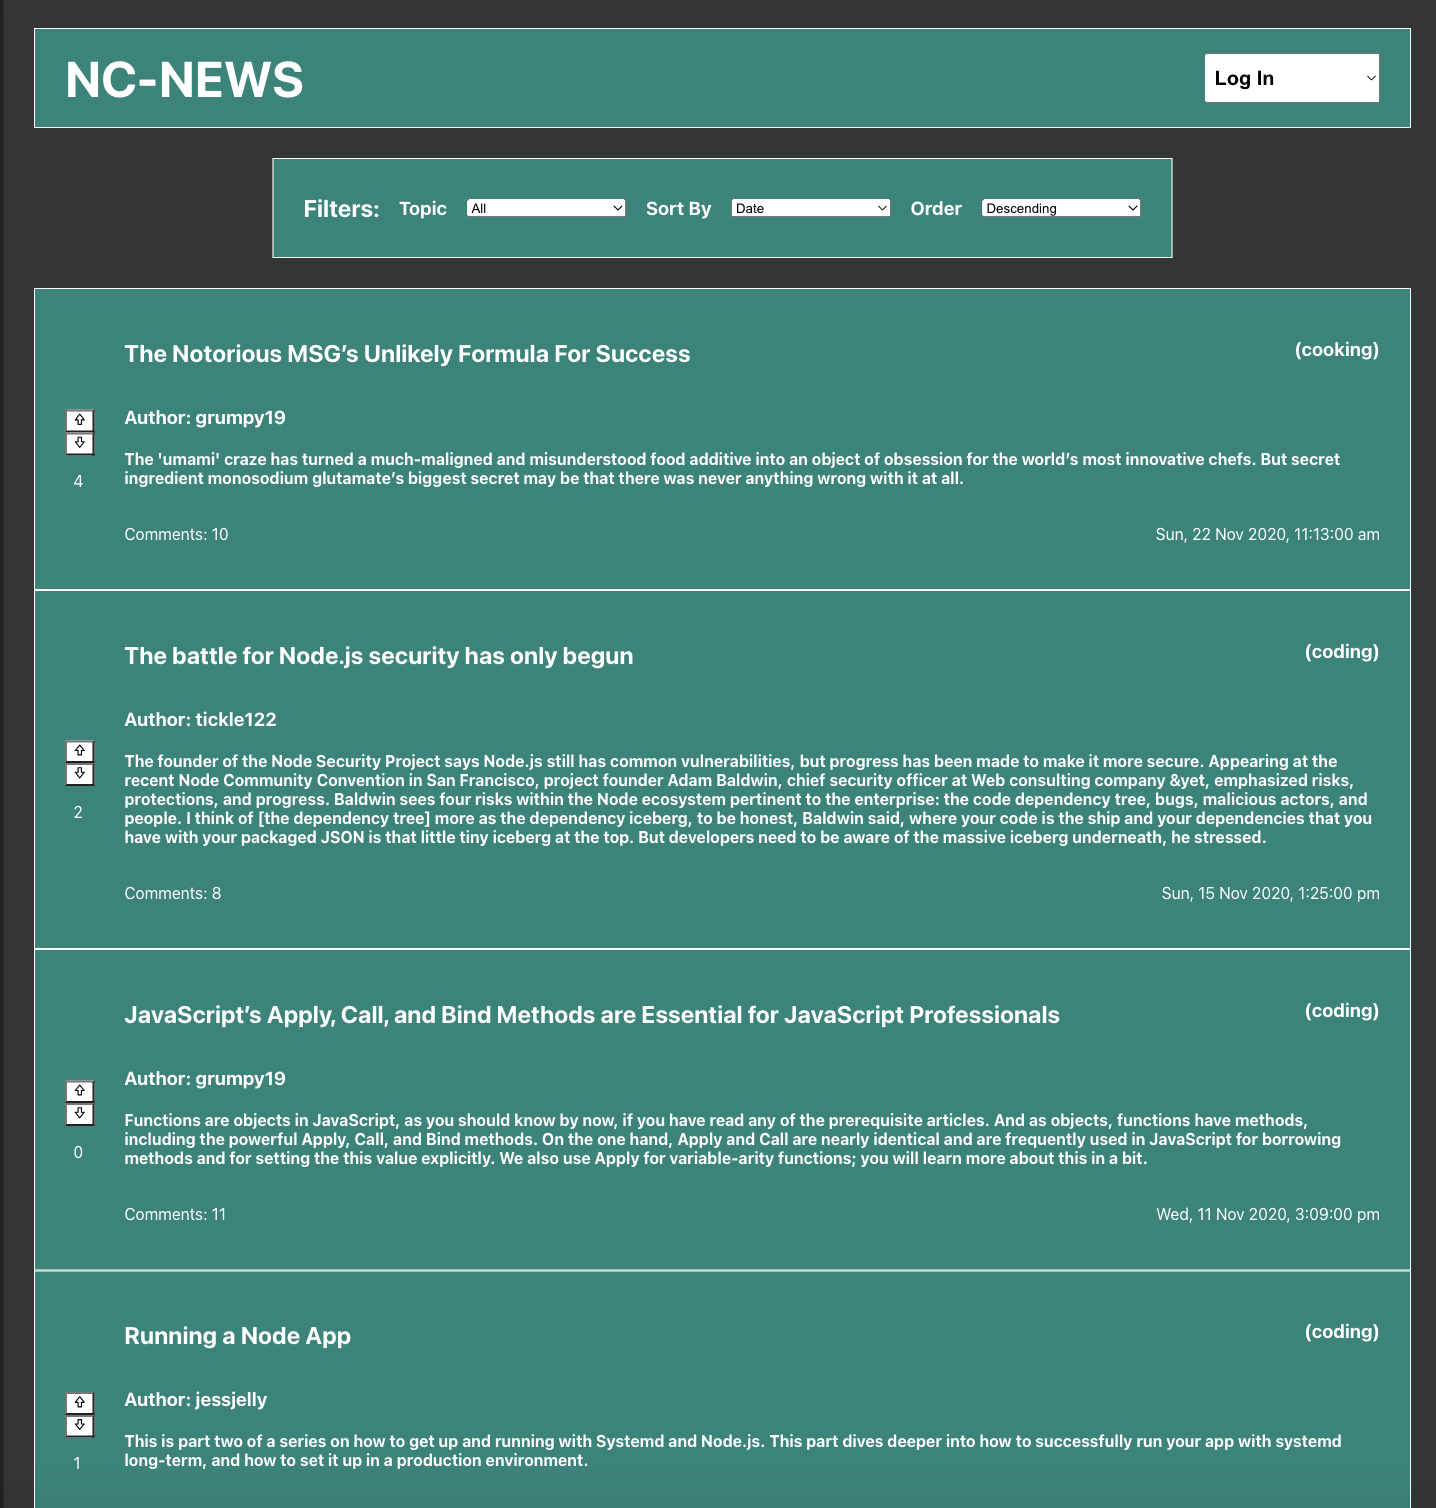 NC-NEWS
Log In
Filters: Topic All Sort By Date Order Descending
The Notorious MSG’s Unlikely Formula For Success
(cooking)
Author: grumpy19
The 'umami' craze has turned a much-maligned and misunderstood food additive into an object of obsession for the world’s most innovative chefs. But secret
ingredient monosodium glutamate’s biggest secret may be that there was never anything wrong with it at all.
4
Comments: 10
Sun, 22 Nov 2020, 11:13:00 am
The battle for Node.js security has only begun
(coding)
Author: tickle122
The founder of the Node Security Project says Node.js still has common vulnerabilities, but progress has been made to make it more secure. Appearing at the
recent Node Community Convention in San Francisco, project founder Adam Baldwin, chief security officer at Web consulting company &yet, emphasized risks,
protections, and progress. Baldwin sees four risks within the Node ecosystem pertinent to the enterprise: the code dependency tree, bugs, malicious actors, and
people. I think of [the dependency tree] more as the dependency iceberg, to be honest, Baldwin said, where your code is the ship and your dependencies that you
have with your packaged JSON is that little tiny iceberg at the top. But developers need to be aware of the massive iceberg underneath, he stressed.
2
Comments: 8
Sun, 15 Nov 2020, 1:25:00 pm
JavaScript’s Apply, Call, and Bind Methods are Essential for JavaScript Professionals
(coding)
Author: grumpy19
Functions are objects in JavaScript, as you should know by now, if you have read any of the prerequisite articles. And as objects, functions have methods,
including the powerful Apply, Call, and Bind methods. On the one hand, Apply and Call are nearly identical and are frequently used in JavaScript for borrowing
methods and for setting the this value explicitly. We also use Apply for variable-arity functions; you will learn more about this in a bit.
0
Comments: 11
Wed, 11 Nov 2020, 3:09:00 pm
Running a Node App
(coding)
Author: jessjelly
This is part two of a series on how to get up and running with Systemd and Node.js. This part dives deeper into how to successfully run your app with systemd
long-term, and how to set it up in a production environment.
1